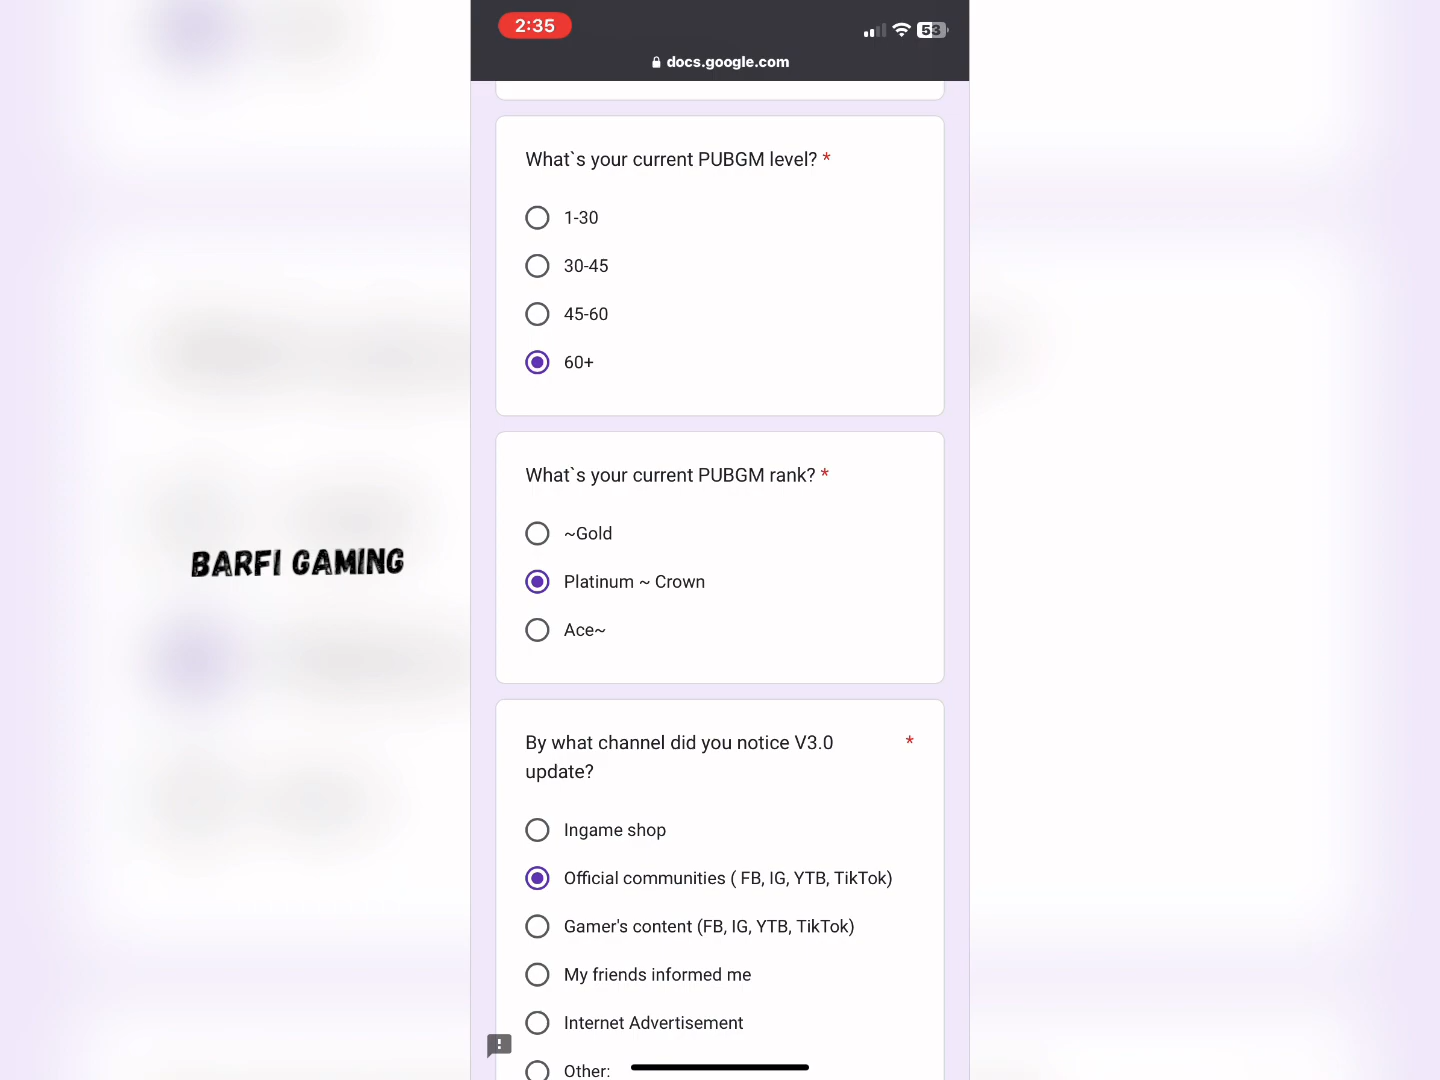 2:35
53
docs.google.com
What`s your current PUBGM level? *
1-30
30-45
45-60
60+
What`s your current PUBGM rank? *
~Gold
Platinum ~ Crown
Ace~
BARFI GAMING
By what channel did you notice V3.0 *
update?
Ingame shop
Official communities ( FB, IG, YTB, TikTok)
Gamer's content (FB, IG, YTB, TikTok)
My friends informed me
Internet Advertisement
Other: